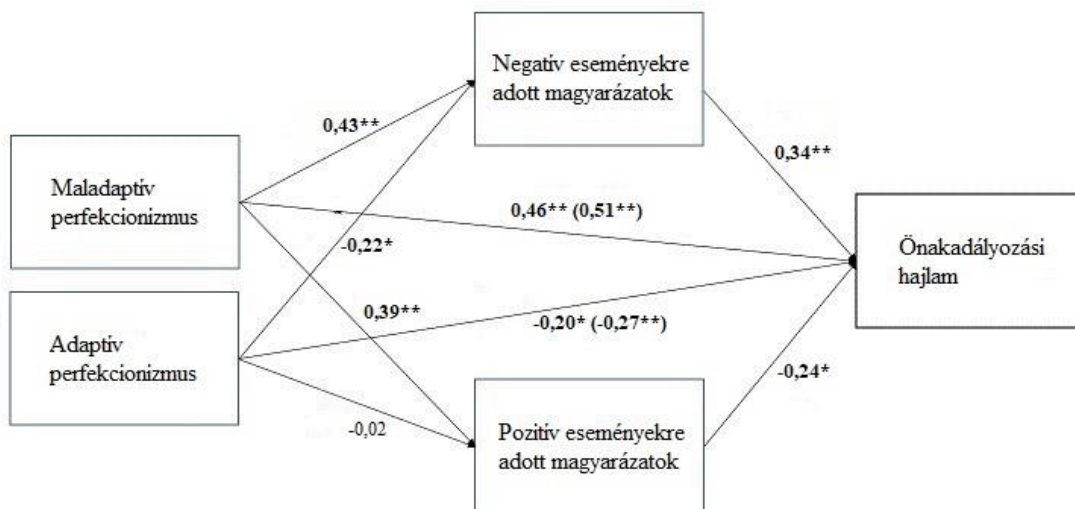 Negatív eseményekre
adott magyarázatok
0,43**
0,34**
Maladaptív
perfekcionizmus
0,46** (0,51**)
-0,22*
Önakadályozási
hajlam
0,39**
-0,20* (-0,27**)
Adaptív
perfekcionizmus
-0,24*
-0,02
Pozitív eseményekre
adott magyarázatok